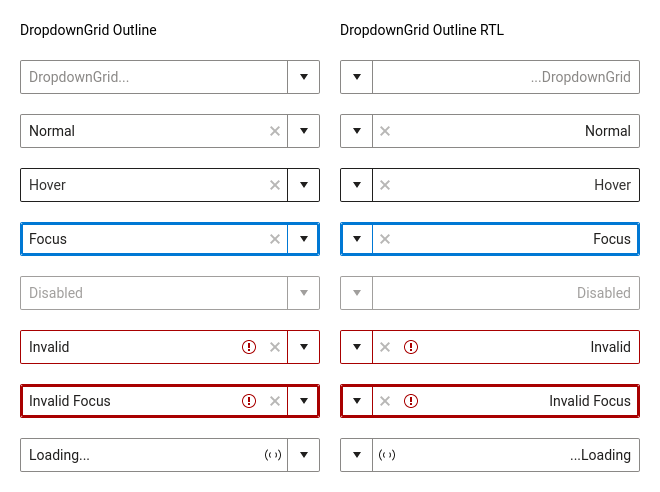 DropdownGrid Outline
DropdownGrid Outline RTL
DropdownGrid...
...DropdownGrid
Normal
Normal
Hover
Hover
Focus
Focus
Disabled
Disabled
Invalid
Invalid
Invalid Focus
Invalid Focus
Loading...
...Loading